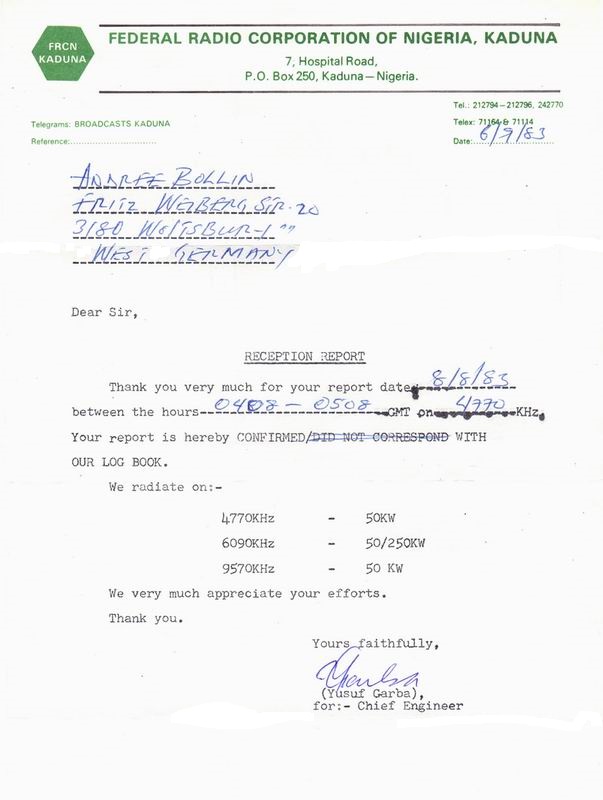 FRCN
KADUNA
FEDERAL RADIO CORPORATION OF NIGERIA, KADUNA
7, Hospital Road,
P.O. Box 250, Kaduna—Nigeria.
Tel.: 212794—212796, 242770
Telegrams: BROADCASTS KADUNA
Telex: 71164 & 71114
Reference:
Date: 6/9/83
ANDREE BOLLIN
FRITZ WEIBERG STR. 20
3180
WEST GERMANY
Dear Sir,
RECEPTION REPORT
Thank you very much for your report dated 8/8/83
between the hours 0408 - 0508 GMT on 4770 KHz.
Your report is hereby CONFIRMED/DID NOT CORRESPOND WITH
OUR LOG BOOK.
We radiate on:-
4770KHz - 50KW
6090KHz - 50/250KW
9570KHz - 50 KW
We very much appreciate your efforts.
Thank you.
Yours faithfully,
(Yusuf Garba),
for:- Chief Engineer